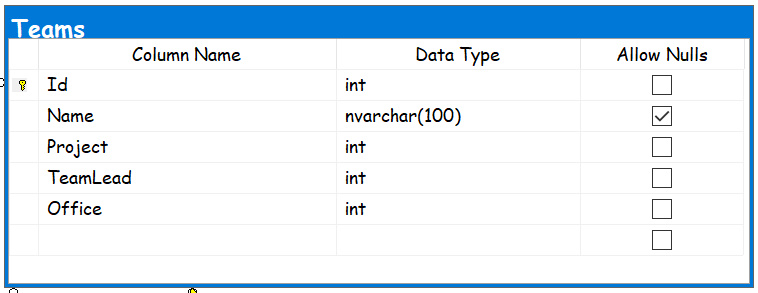 Teams
Column Name Data Type Allow Nulls
Id int
Name nvarchar(100)
Project int
TeamLead int
Office int